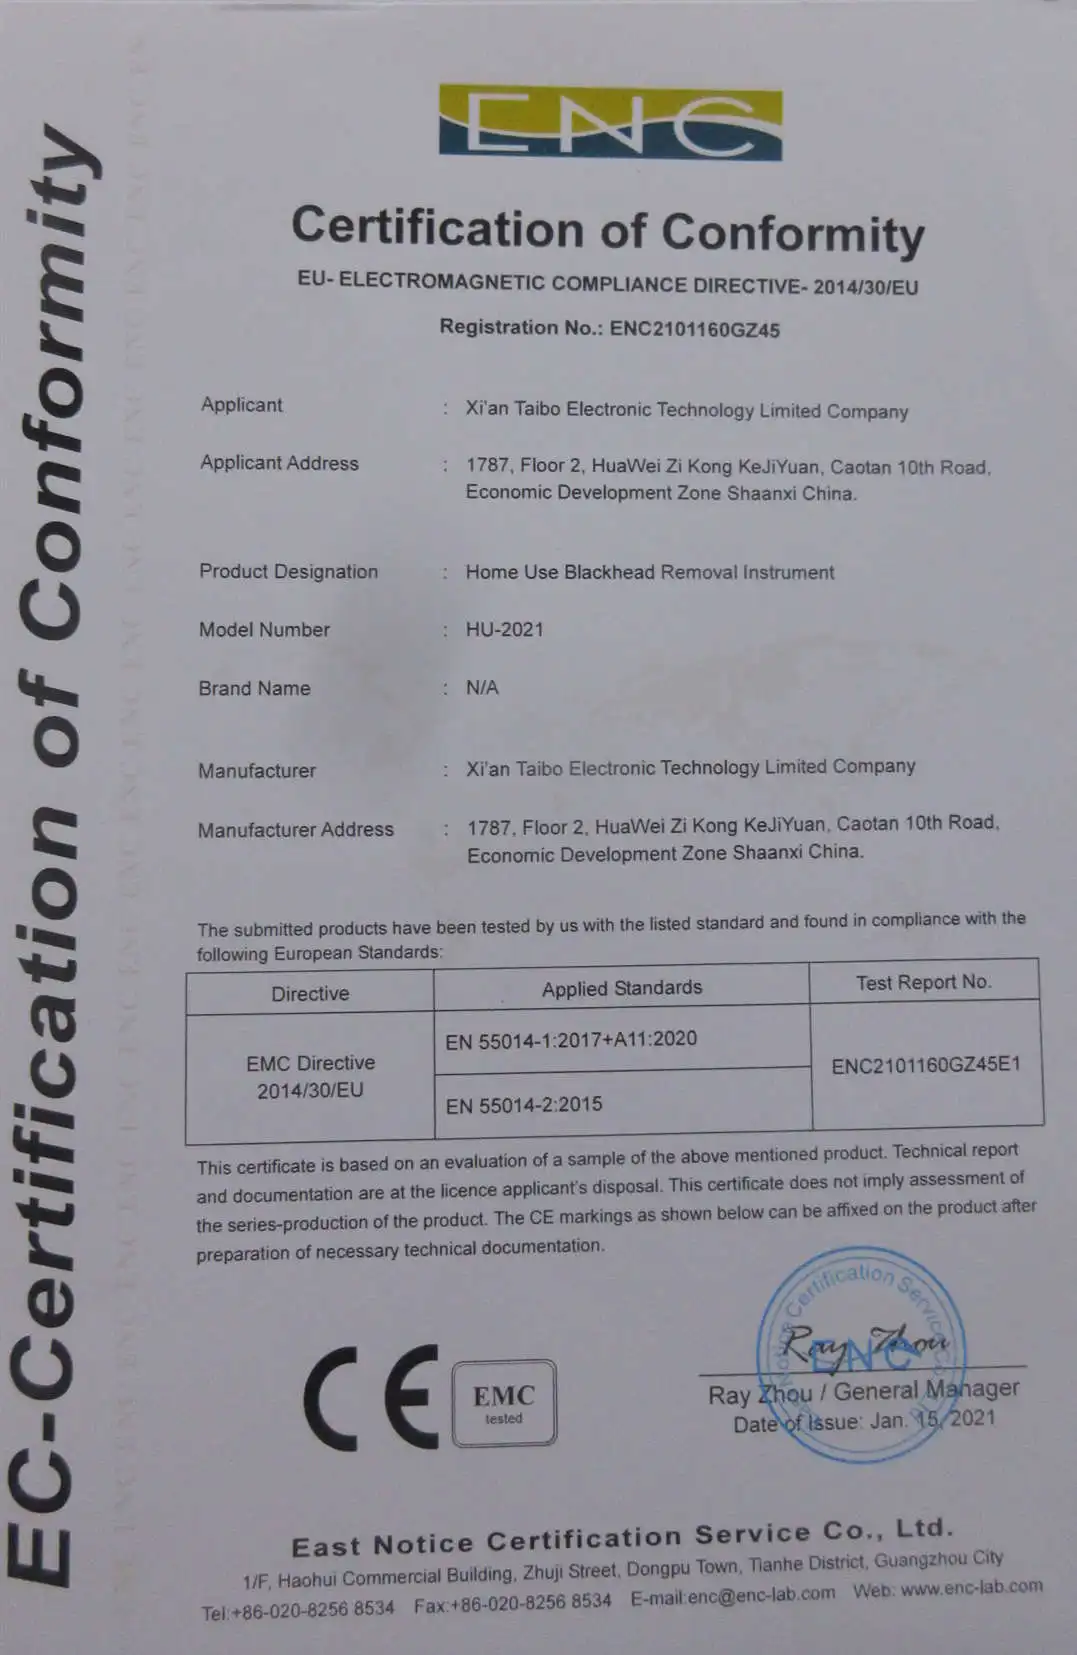 EC-Certification of Conformity
ENC
Certification of Conformity
EU- ELECTROMAGNETIC COMPLIANCE DIRECTIVE- 2014/30/EU
Registration No.: ENC2101160GZ45
Applicant : Xi'an Taibo Electronic Technology Limited Company
Applicant Address : 1787, Floor 2, HuaWei Zi Kong KeJiYuan, Caotan 10th Road,
Economic Development Zone Shaanxi China.
Product Designation : Home Use Blackhead Removal Instrument
Model Number : HU-2021
Brand Name : N/A
Manufacturer : Xi'an Taibo Electronic Technology Limited Company
Manufacturer Address : 1787, Floor 2, HuaWei Zi Kong KeJiYuan, Caotan 10th Road,
Economic Development Zone Shaanxi China.
The submitted products have been tested by us with the listed standard and found in compliance with the
following European Standards:
Directive Applied Standards Test Report No.
EMC Directive
2014/30/EU
EN 55014-1:2017+A11:2020
EN 55014-2:2015
ENC2101160GZ45E1
This certificate is based on an evaluation of a sample of the above mentioned product. Technical report
and documentation are at the licence applicant's disposal. This certificate does not imply assessment of
the series-production of the product. The CE markings as shown below can be affixed on the product after
preparation of necessary technical documentation.
CE
EMC
tested
Notice Certification Service Co
ENC
Ray Zhou
Ray Zhou / General Manager
Date of Issue: Jan. 15, 2021
East Notice Certification Service Co., Ltd.
1/F, Haohui Commercial Building, Zhuji Street, Dongpu Town, Tianhe District, Guangzhou City
Tel:+86-020-8256 8534 Fax:+86-020-8256 8534 E-mail:enc@enc-lab.com Web: www.enc-lab.com